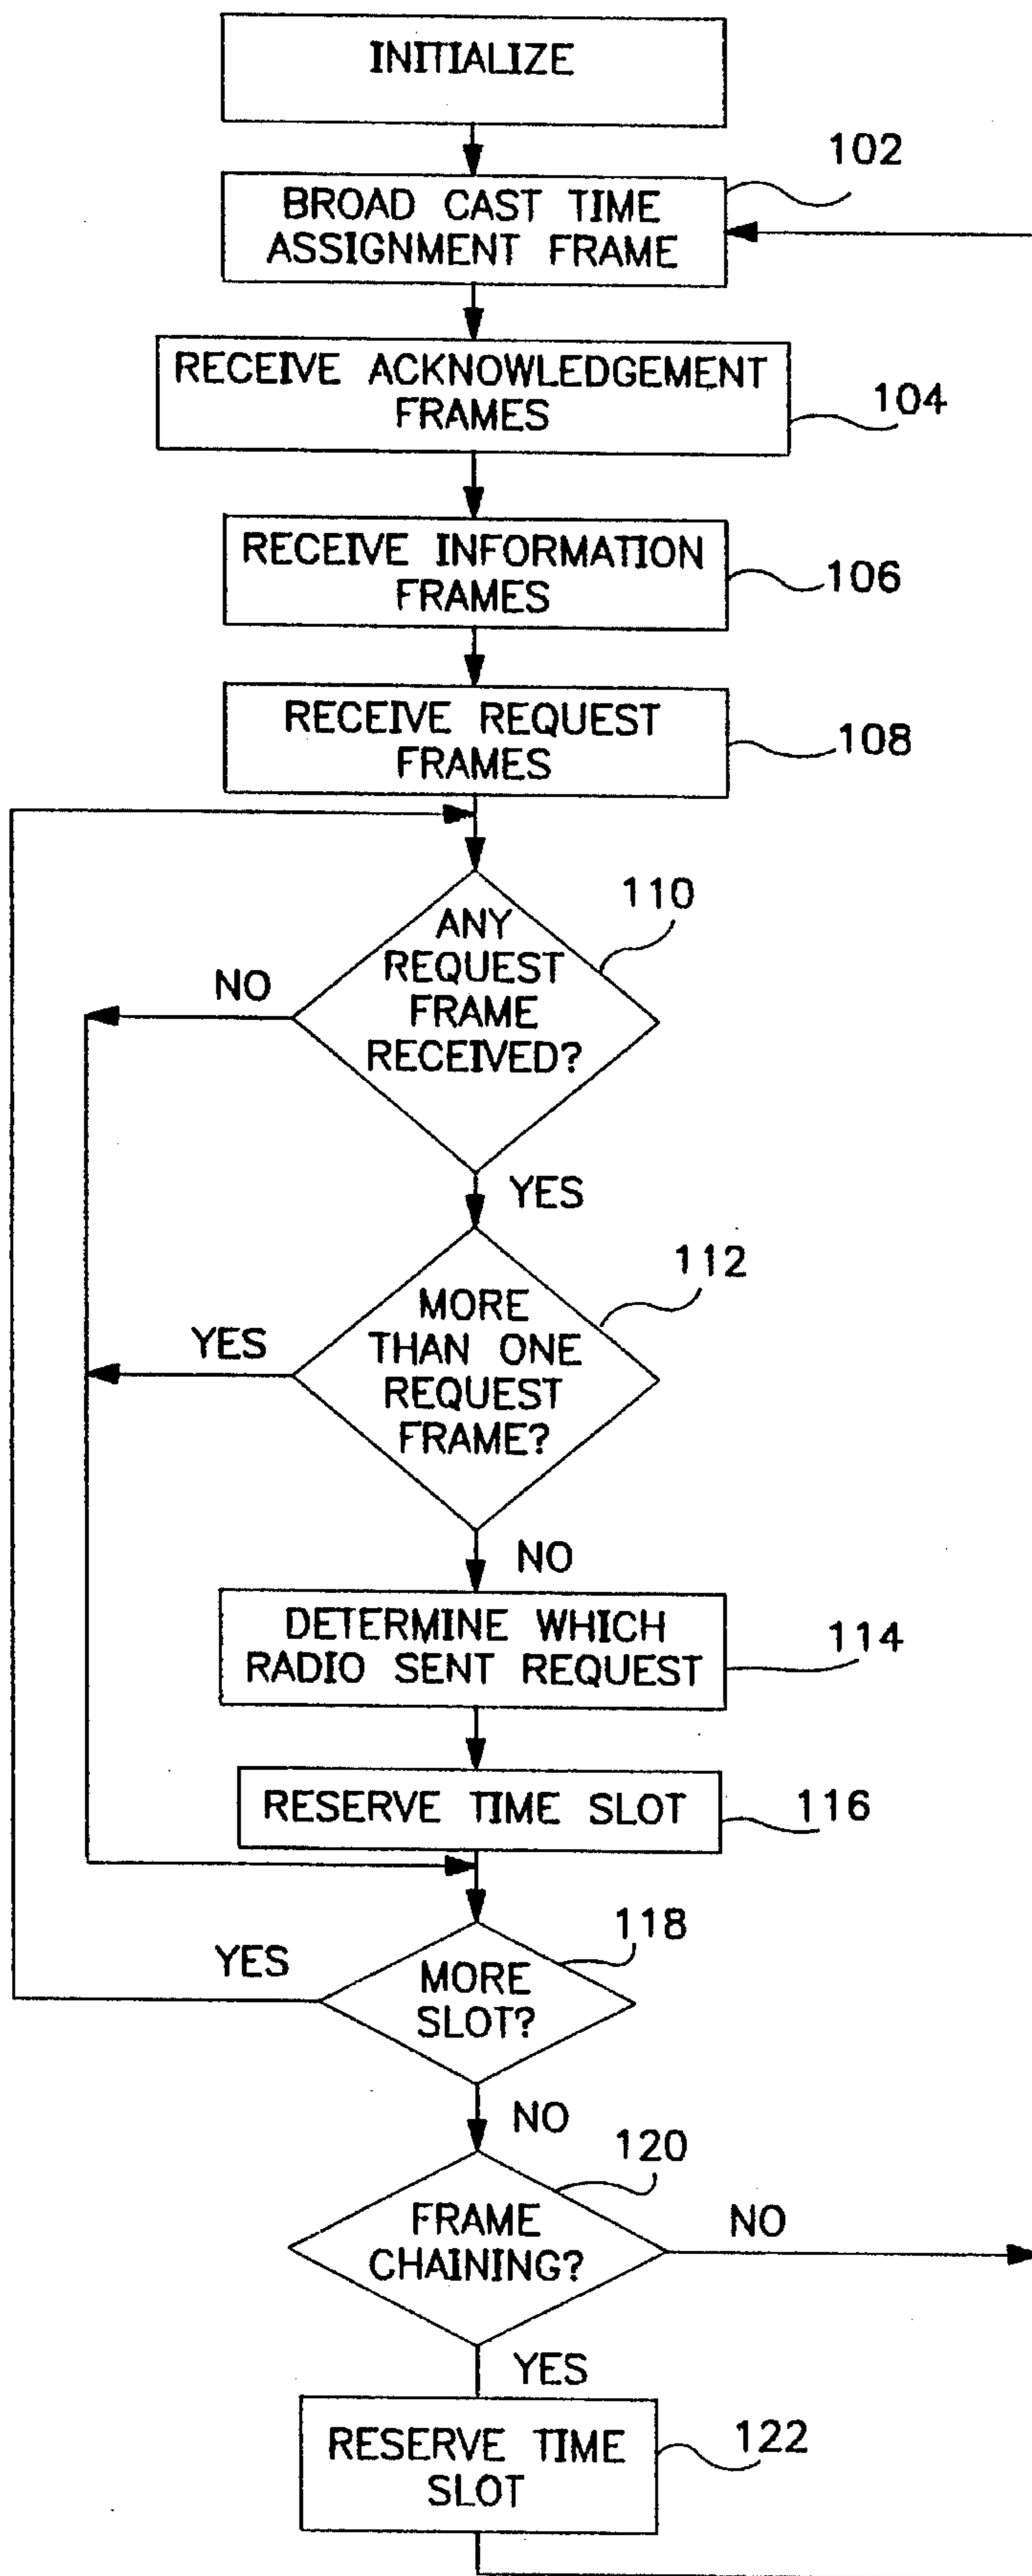 INITIALIZE
102
BROAD CAST TIME
ASSIGNMENT FRAME
RECEIVE ACKNOWLEDGEMENT
FRAMES
104
RECEIVE INFORMATION
FRAMES
106
RECEIVE REQUEST
FRAMES
108
110
ANY
REQUEST
FRAME
RECEIVED?
NO
YES
112
MORE
THAN ONE
REQUEST
FRAME?
YES
NO
DETERMINE WHICH
RADIO SENT REQUEST
114
RESERVE TIME SLOT
116
118
YES
MORE
SLOT?
NO
120
FRAME
CHAINING?
NO
YES
RESERVE TIME
SLOT
122